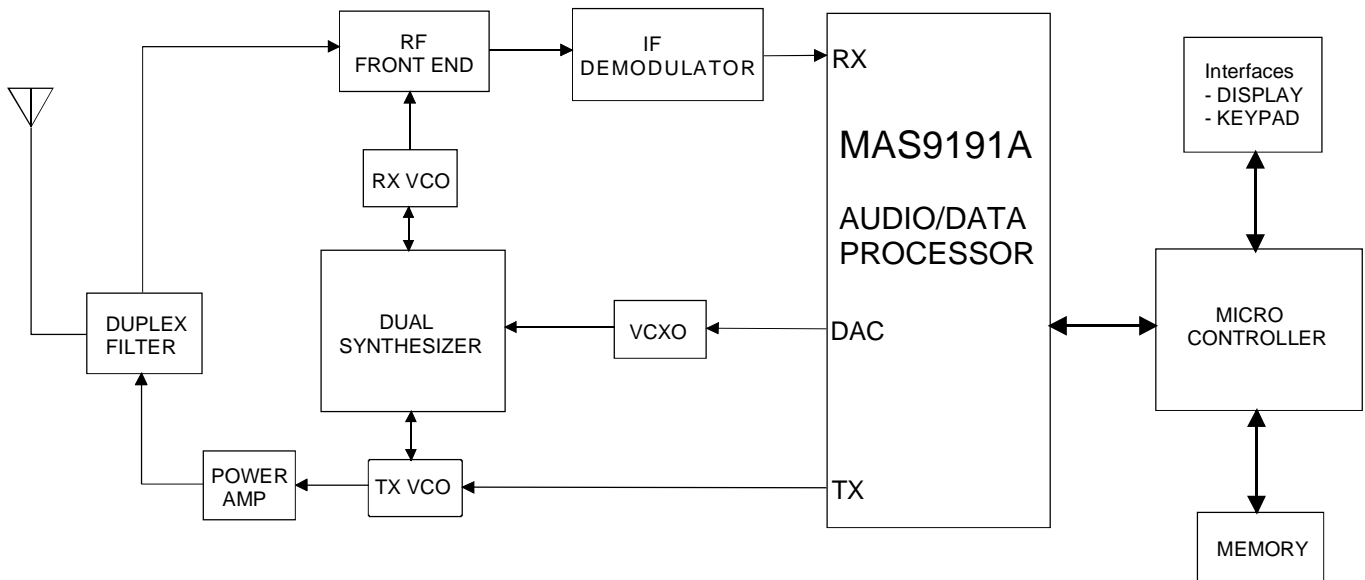 RF
FRONT END
IF
DEMODULATOR
RX
Interfaces
- DISPLAY
- KEYPAD
MAS9191A
RX VCO
AUDIO/DATA
PROCESSOR
DUPLEX
FILTER
DUAL
SYNTHESIZER
VCXO
DAC
MICRO
CONTROLLER
POWER
AMP
TX VCO
TX
MEMORY